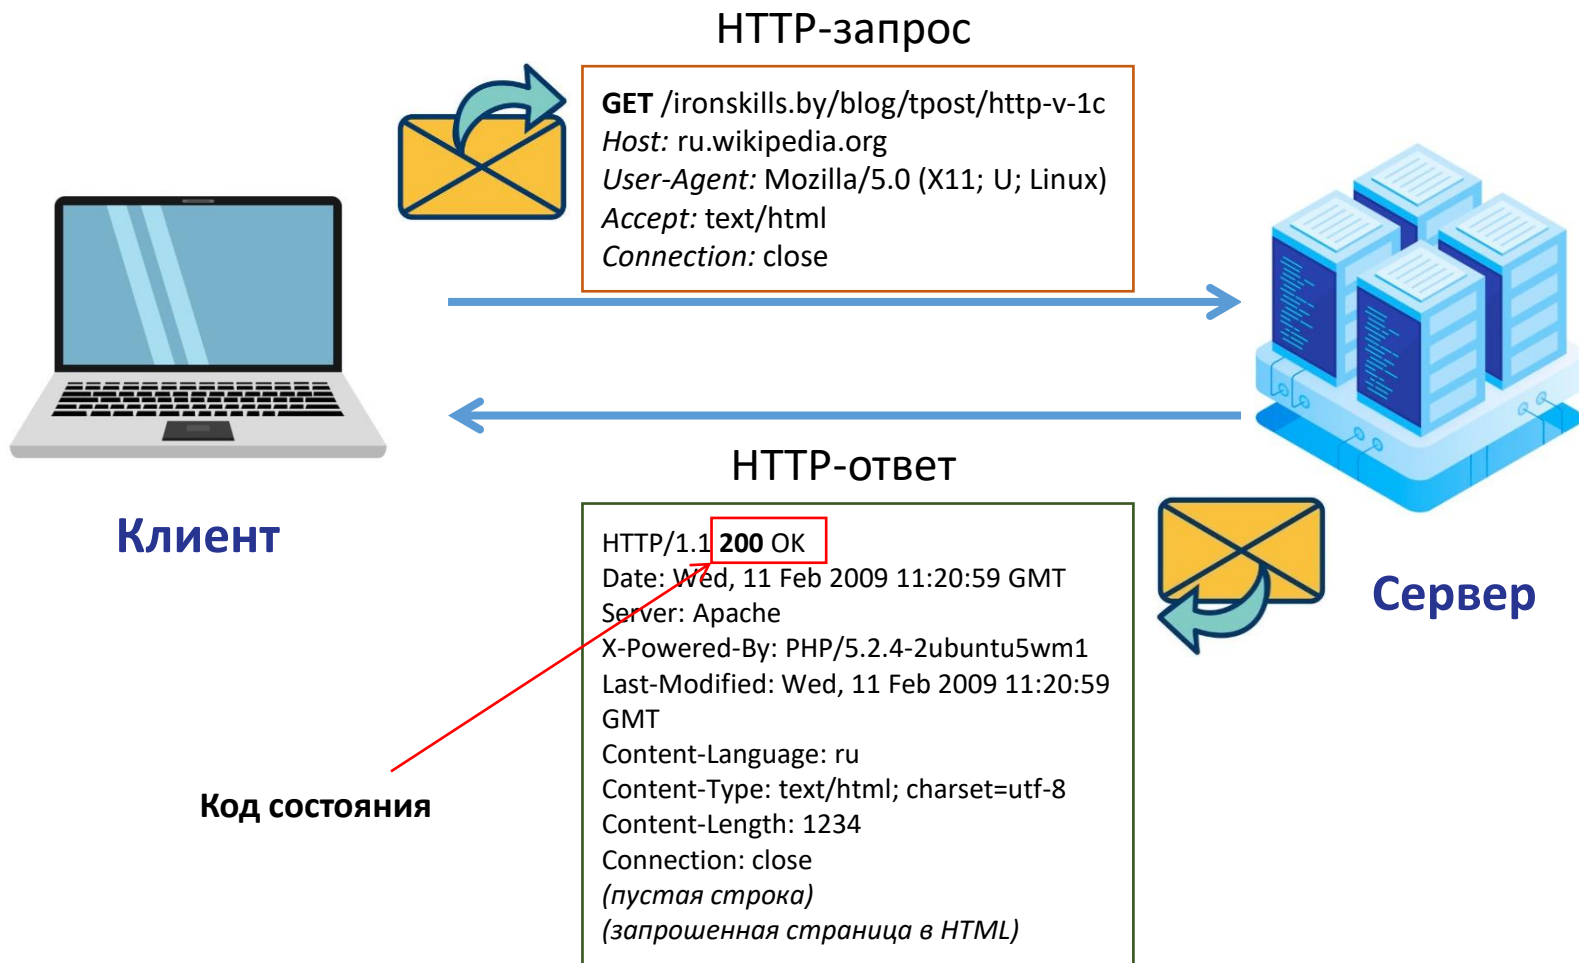 HTTP-запрос
GET /ironskills.by/blog/tpost/http-v-1c
Host: ru.wikipedia.org
User-Agent: Mozilla/5.0 (X11; U; Linux)
Accept: text/html
Connection: close
HTTP-ответ
Клиент
Сервер
HTTP/1.1 200 OK
Date: Wed, 11 Feb 2009 11:20:59 GMT
Server: Apache
X-Powered-By: PHP/5.2.4-2ubuntu5wm1
Last-Modified: Wed, 11 Feb 2009 11:20:59
GMT
Content-Language: ru
Content-Type: text/html; charset=utf-8
Content-Length: 1234
Connection: close
(пустая строка)
(запрошенная страница в HTML)
Код состояния